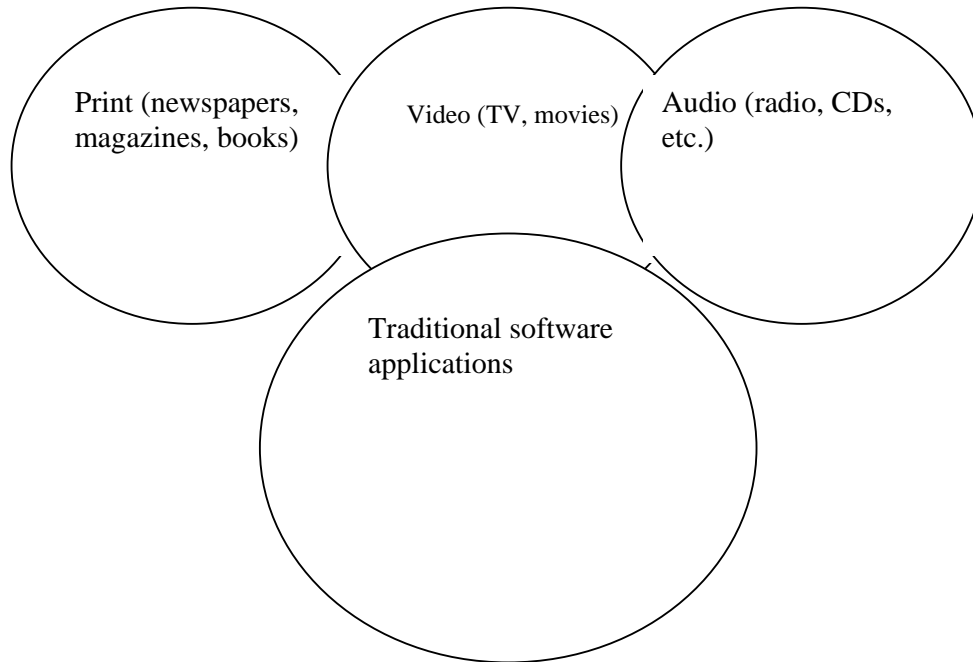 Print (newspapers,
magazines, books)
Video (TV, movies)
Audio (radio, CDs,
etc.)
Traditional software
applications